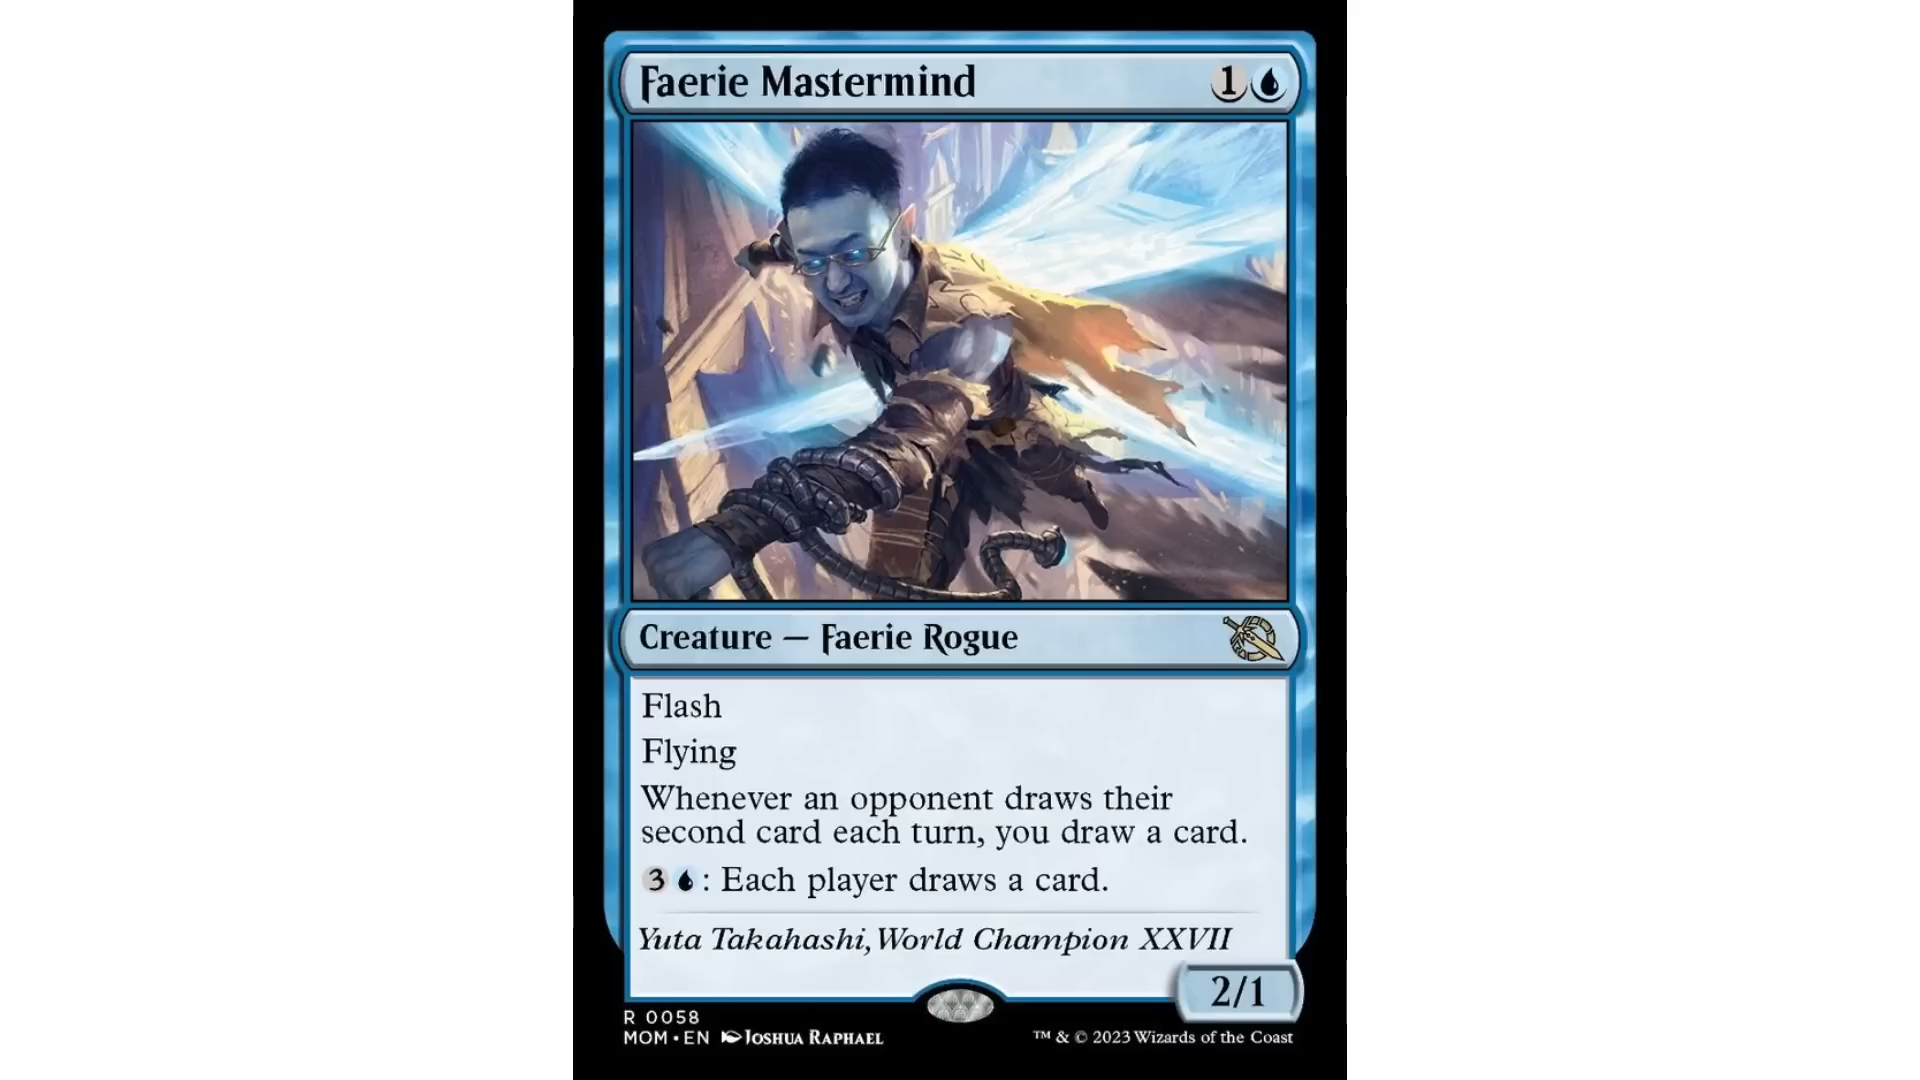 Faerie Mastermind 1
Creature — Faerie Rogue
Flash
Flying
Whenever an opponent draws their
second card each turn, you draw a card.
3 : Each player draws a card.
Yuta Takahashi, World Champion XXVII
2/1
R 0058
MOM • EN Joshua Raphael
™ & © 2023 Wizards of the Coast